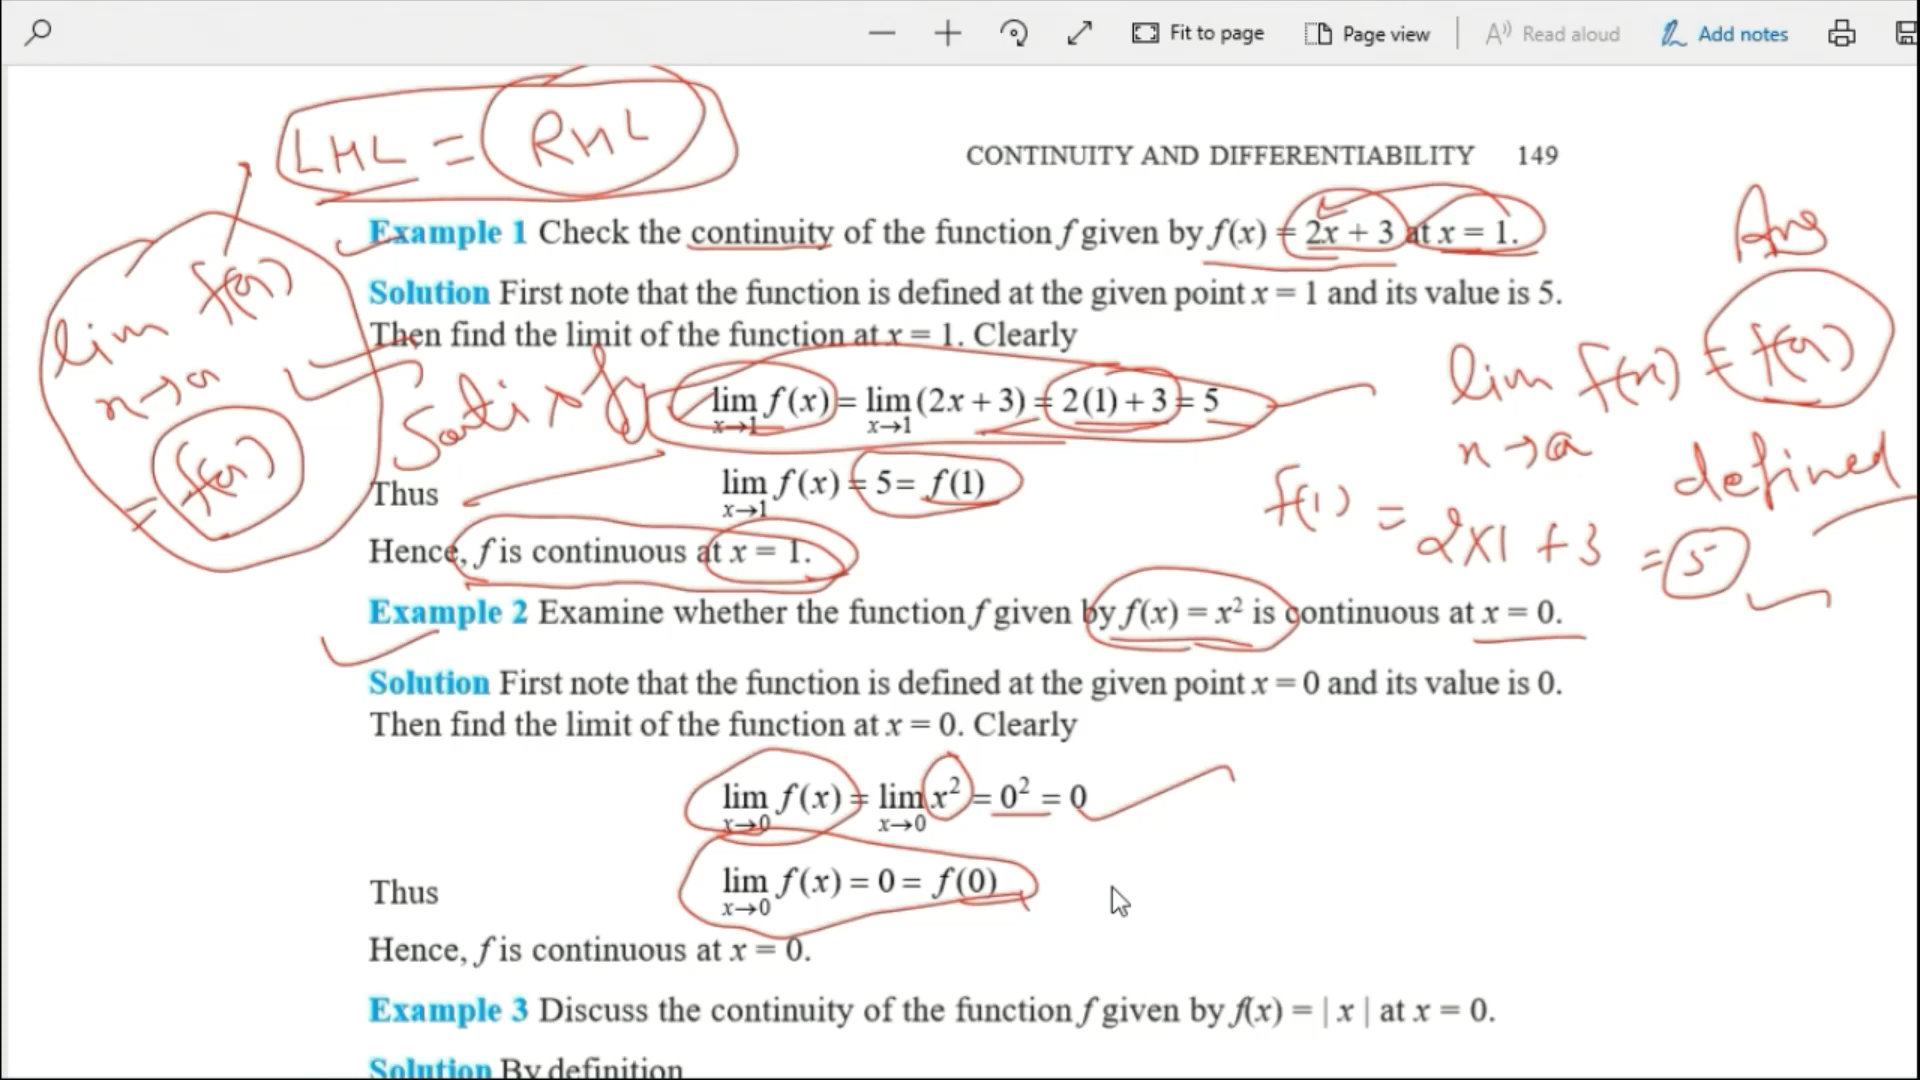 Fit to page Page view Read aloud Add notes
LHL = RHL
CONTINUITY AND DIFFERENTIABILITY 149
Example 1 Check the continuity of the function f given by f(x) = 2x + 3 at x = 1.
Ans
Solution First note that the function is defined at the given point x = 1 and its value is 5.
Then find the limit of the function at x = 1. Clearly
lim f(a)
x→a
= f(a)
Satisfy
lim f(x) = lim (2x + 3) = 2(1) + 3 = 5
x→1 x→1
lim f(x) = f(a)
x→a
defined
Thus lim f(x) = 5 = f(1)
x→1
f(1) = 2×1 + 3 = 5
Hence, f is continuous at x = 1.
Example 2 Examine whether the function f given by f(x) = x² is continuous at x = 0.
Solution First note that the function is defined at the given point x = 0 and its value is 0.
Then find the limit of the function at x = 0. Clearly
lim f(x) = lim x² = 0² = 0
x→0 x→0
Thus lim f(x) = 0 = f(0)
x→0
Hence, f is continuous at x = 0.
Example 3 Discuss the continuity of the function f given by f(x) = | x | at x = 0.
Solution By definition